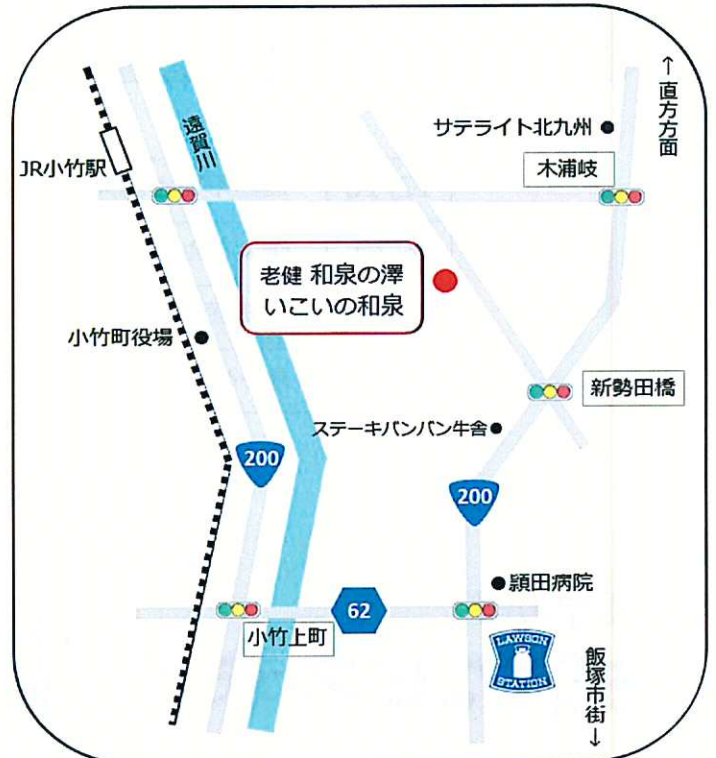 ↑直方方面
サテライト北九州
木浦岐
遠賀川
JR小竹駅
老健 和泉の澤
いこいの和泉
小竹町役場
新勢田橋
ステーキバンバン牛舎
200
200
頴田病院
62
小竹上町
LAWSON
STATION
飯塚市街↓